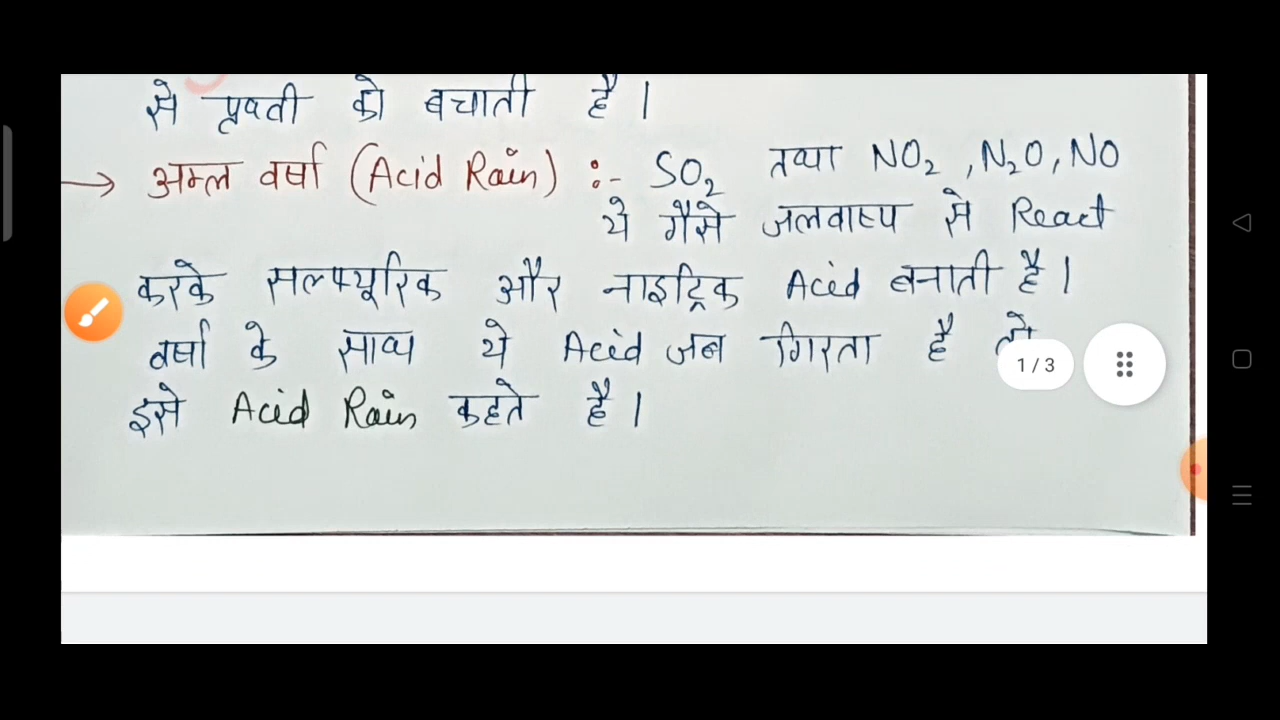 से पृथ्वी को बचाती है |
→ अम्ल वर्षा (Acid Rain) :- SO₂ तथा NO₂, N₂O, NO
ये गैसे जलवाष्प से React
करके सल्फ्यूरिक और नाइट्रिक Acid बनाती है |
वर्षा के साथ ये Acid जब गिरता है तो
इसे Acid Rain कहते है |
1 / 3